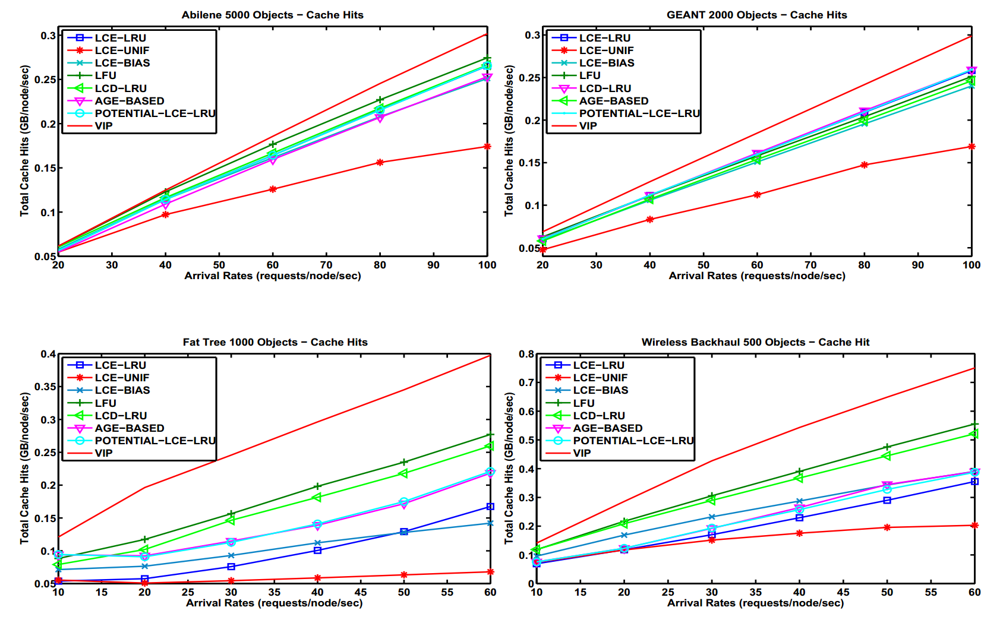 Abilene 5000 Objects − Cache Hits
Total Cache Hits (GB/node/sec)
0.3
0.25
0.2
0.15
0.1
0.05
LCE−LRU
LCE−UNIF
LCE−BIAS
LFU
LCD−LRU
AGE−BASED
POTENTIAL−LCE−LRU
VIP
20 30 40 50 60 70 80 90 100
Arrival Rates (requests/node/sec)
GEANT 2000 Objects − Cache Hits
Total Cache Hits (GB/node/sec)
0.3
0.25
0.2
0.15
0.1
0.05
LCE−LRU
LCE−UNIF
LCE−BIAS
LFU
LCD−LRU
AGE−BASED
POTENTIAL−LCE−LRU
VIP
20 30 40 50 60 70 80 90 100
Arrival Rates (requests/node/sec)
Fat Tree 1000 Objects − Cache Hits
Total Cache Hits (GB/node/sec)
0.4
0.35
0.3
0.25
0.2
0.15
0.1
0.05
LCE−LRU
LCE−UNIF
LCE−BIAS
LFU
LCD−LRU
AGE−BASED
POTENTIAL−LCE−LRU
VIP
10 15 20 25 30 35 40 45 50 55 60
Arrival Rates (requests/node/sec)
Wireless Backhaul 500 Objects − Cache Hit
Total Cache Hits (GB/node/sec)
0.8
0.7
0.6
0.5
0.4
0.3
0.2
0.1
0
LCE−LRU
LCE−UNIF
LCE−BIAS
LFU
LCD−LRU
AGE−BASED
POTENTIAL−LCE−LRU
VIP
10 15 20 25 30 35 40 45 50 55 60
Arrival Rates (requests/node/sec)